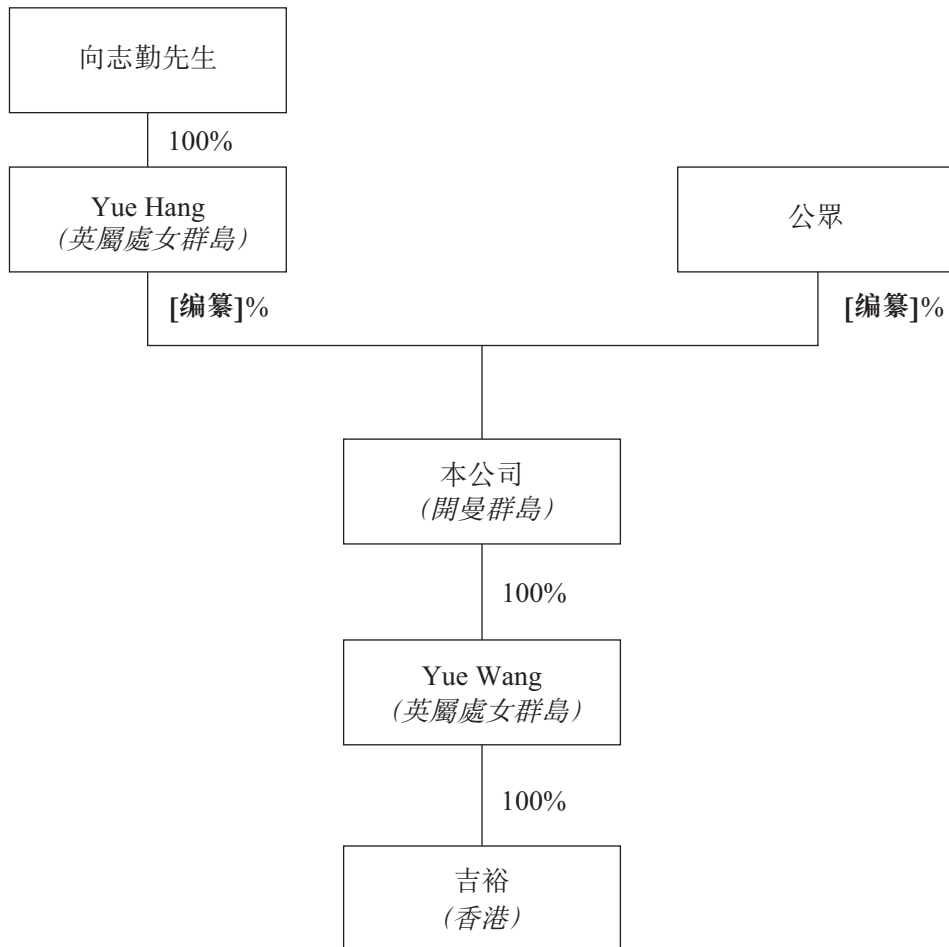 向志勤先生
100%
Yue Hang
(英屬處女群島)
公眾
[编纂]%
[编纂]%
本公司
(開曼群島)
100%
Yue Wang
(英屬處女群島)
100%
吉裕
(香港)